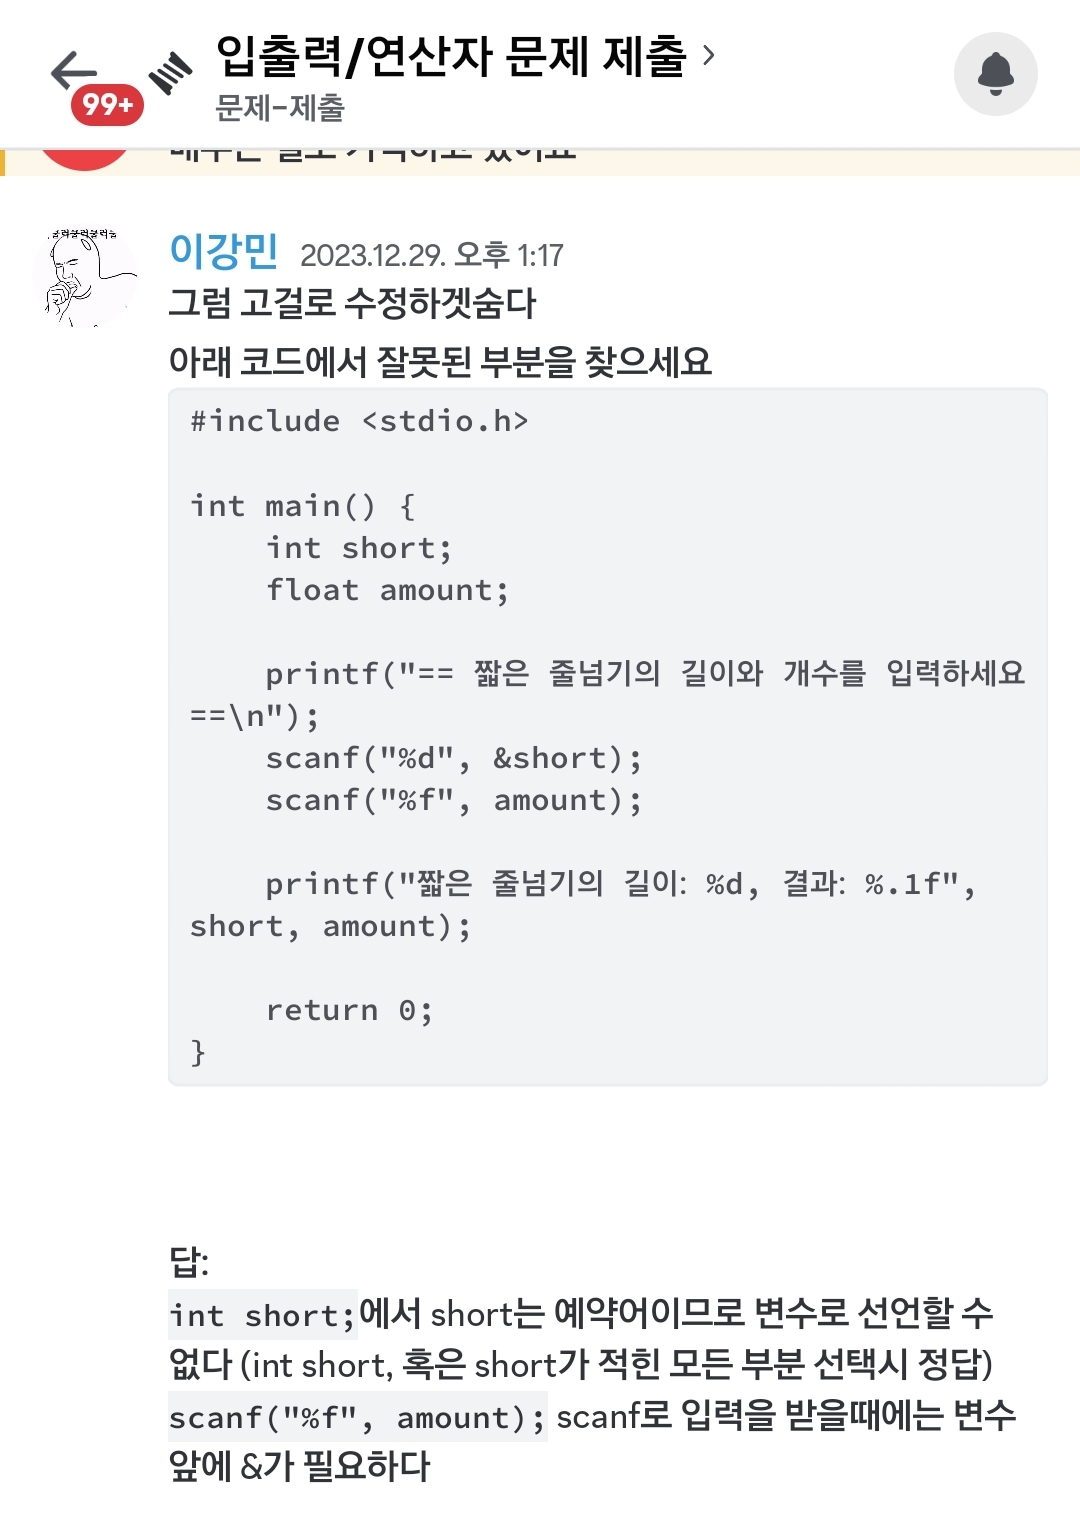 입출력/연산자 문제 제출
99+
문제-제출
이강민 2023.12.29. 오후 1:17
그럼 고걸로 수정하겟숨다
아래 코드에서 잘못된 부분을 찾으세요
#include <stdio.h>
int main() {
int short;
float amount;
printf("== 짧은 줄넘기의 길이와 개수를 입력하세요
==\n");
scanf("%d", &short);
scanf("%f", amount);
printf("짧은 줄넘기의 길이: %d, 결과: %.1f",
short, amount);
return 0;
}
답:
int short;에서 short는 예약어이므로 변수로 선언할 수
없다 (int short, 혹은 short가 적힌 모든 부분 선택시 정답)
scanf("%f", amount); scanf로 입력을 받을때에는 변수
앞에 &가 필요하다